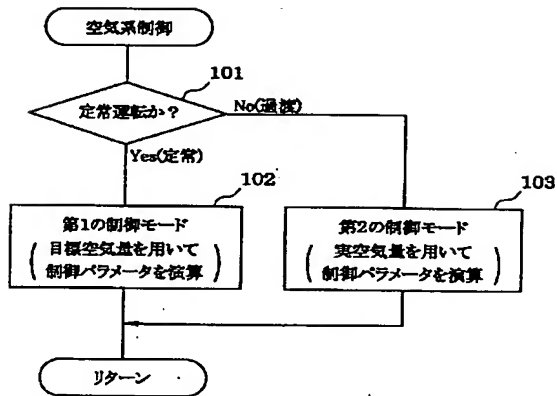 空気系制御
101
定常運転か?
No(過渡)
Yes(定常)
102
103
第1の制御モード
(目標空気量を用いて
制御パラメータを演算)
第2の制御モード
(実空気量を用いて
制御パラメータを演算)
リターン